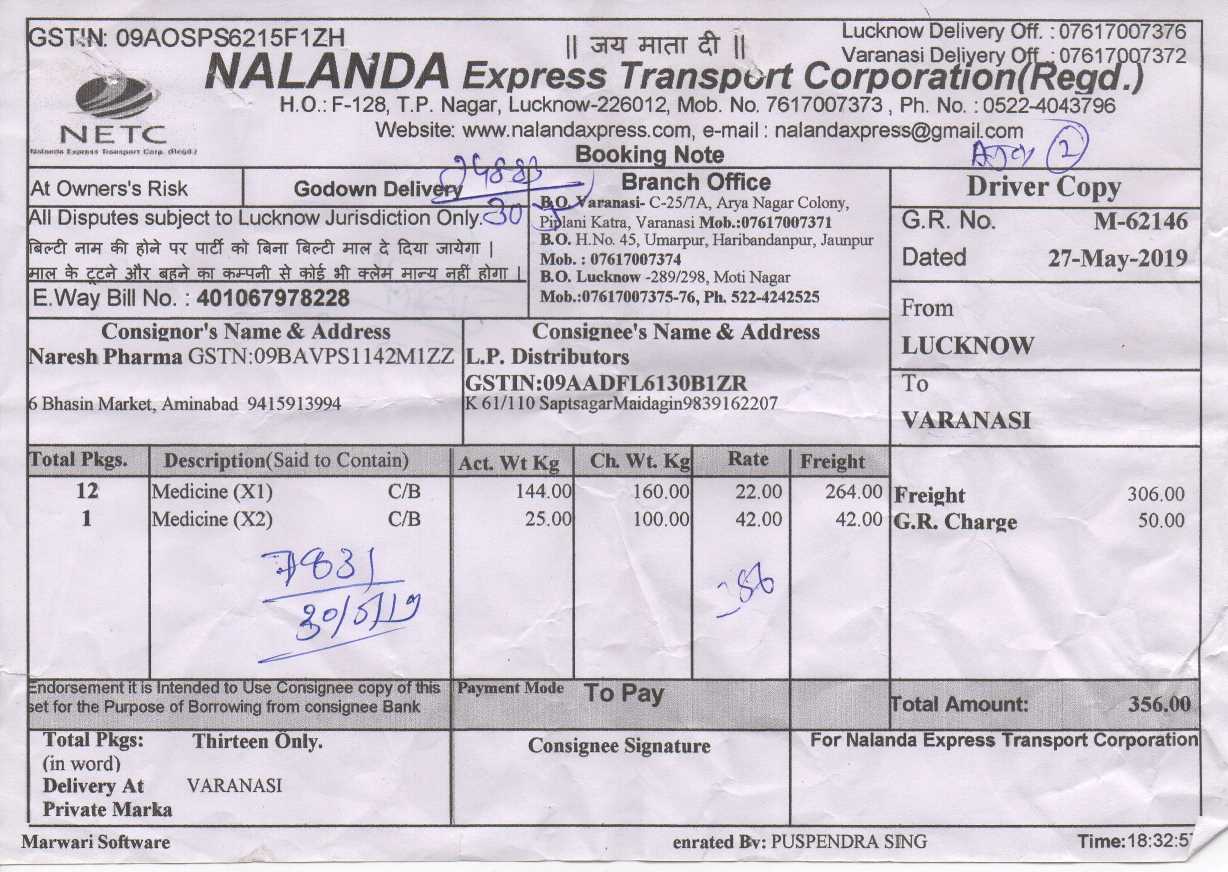 GSTIN: 09AOSPS6215F1ZH
|| जय माता दी ||
Lucknow Delivery Off. : 07617007376
Varanasi Delivery Off. : 07617007372
NALANDA Express Transport Corporation(Regd.)
NETC
Nalanda Express Transport Corp. (Regd.)
H.O.: F-128, T.P. Nagar, Lucknow-226012, Mob. No. 7617007373 , Ph. No. : 0522-4043796
Website: www.nalandaxpress.com, e-mail : nalandaxpress@gmail.com
Booking Note
2
At Owners's Risk
Godown Delivery
All Disputes subject to Lucknow Jurisdiction Only.
30
बिल्टी नाम की होने पर पार्टी को बिना बिल्टी माल दे दिया जायेगा |
माल के टूटने और बहने का कम्पनी से कोई भी क्लेम मान्य नहीं होगा |
E.Way Bill No. : 401067978228
Branch Office
B.O. Varanasi- C-25/7A, Arya Nagar Colony,
Piplani Katra, Varanasi Mob.:07617007371
B.O. H.No. 45, Umarpur, Haribandanpur, Jaunpur
Mob. : 07617007374
B.O. Lucknow -289/298, Moti Nagar
Mob.:07617007375-76, Ph. 522-4242525
Driver Copy
G.R. No. M-62146
Dated 27-May-2019
From
LUCKNOW
To
VARANASI
Consignor's Name & Address
Naresh Pharma GSTN:09BAVPS1142M1ZZ
6 Bhasin Market, Aminabad 9415913994
Consignee's Name & Address
L.P. Distributors
GSTIN:09AADFL6130B1ZR
K 61/110 SaptsagarMaidagin9839162207
Total Pkgs. Description(Said to Contain) Act. Wt Kg Ch. Wt. Kg Rate Freight
12 Medicine (X1) C/B 144.00 160.00 22.00 264.00
1 Medicine (X2) C/B 25.00 100.00 42.00 42.00
Freight 306.00
G.R. Charge 50.00
7831
30/5/19
386
Endorsement it is Intended to Use Consignee copy of this
set for the Purpose of Borrowing from consignee Bank
Payment Mode To Pay
Total Amount: 356.00
Total Pkgs: Thirteen Only.
(in word)
Delivery At VARANASI
Private Marka
Consignee Signature
For Nalanda Express Transport Corporation
Marwari Software
enrated By: PUSPENDRA SING
Time:18:32:57